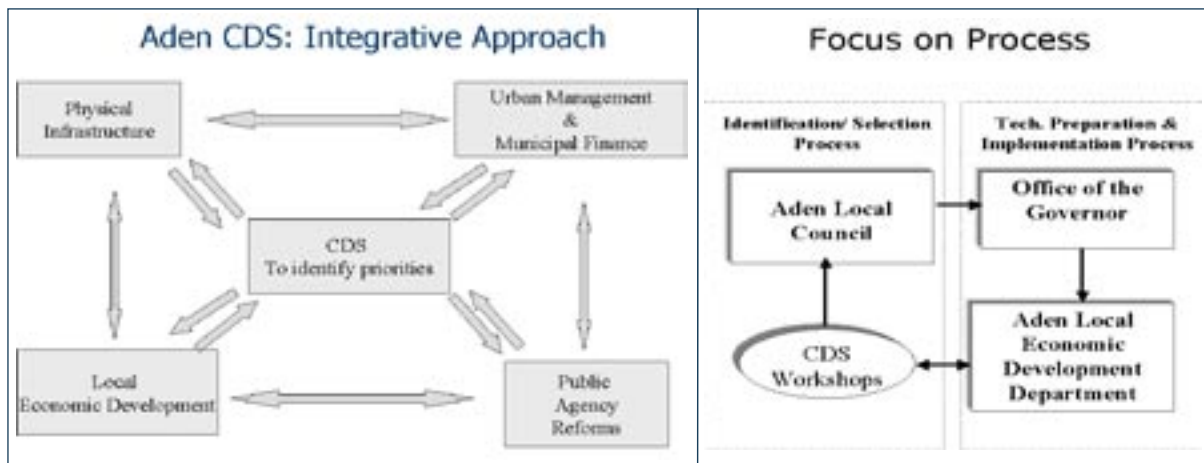 Aden CDS: Integrative Approach
Physical
Infrastructure
Urban Management
&
Municipal Finance
CDS
To identify priorities
Local
Economic Development
Public
Agency
Reforms
Focus on Process
Identification/ Selection
Process
Tech. Preparation &
Implementation Process
Aden Local
Council
Office of the
Governor
CDS
Workshops
Aden Local
Economic
Development
Department